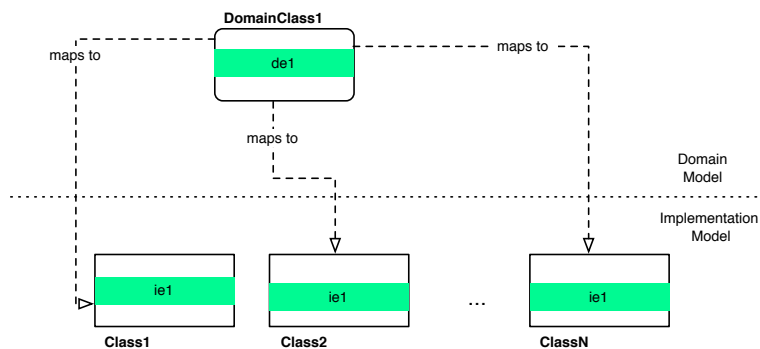 DomainClass1
maps to
maps to
de1
maps to
Domain
Model
Implementation
Model
ie1
ie1
...
ie1
Class1
Class2
ClassN